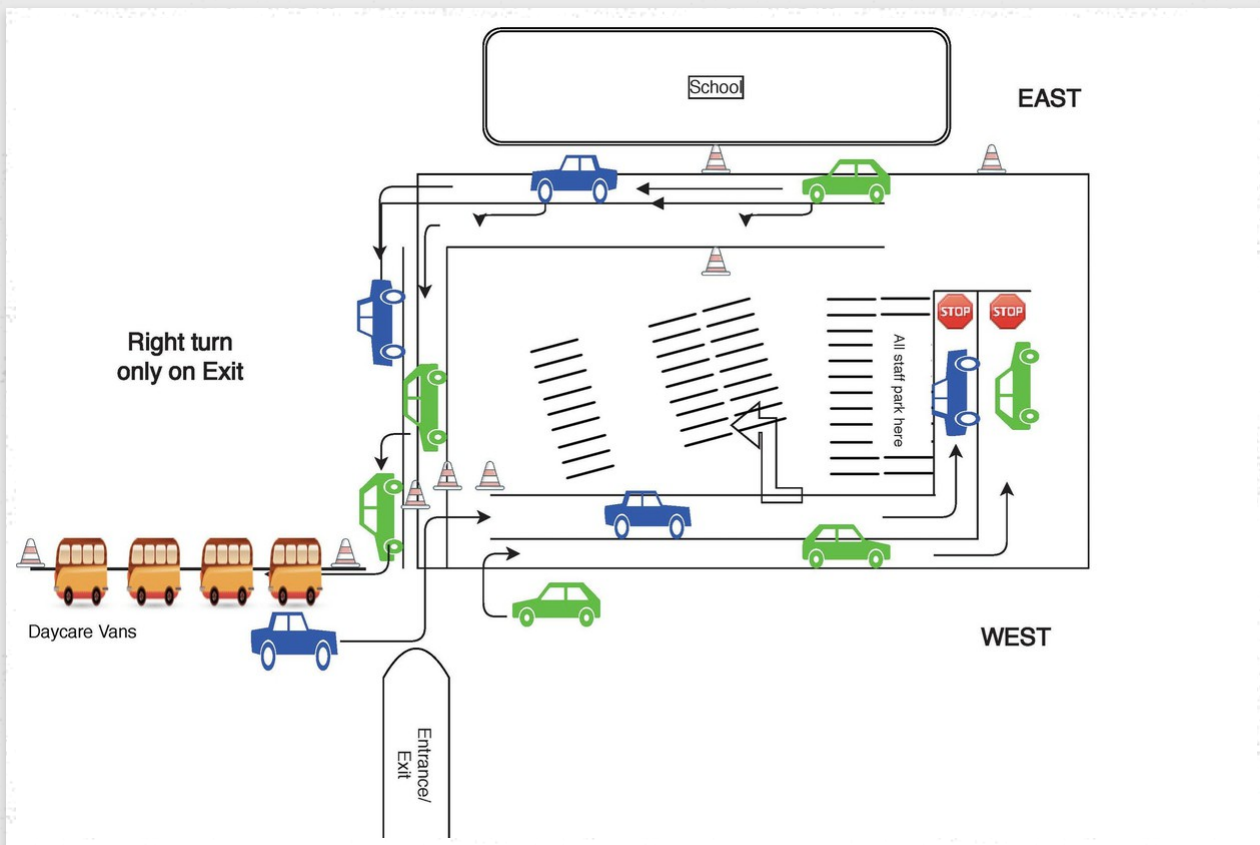 School
EAST
Right turn
only on Exit
STOP
STOP
All staff park here
Daycare Vans
WEST
Entrance/
Exit